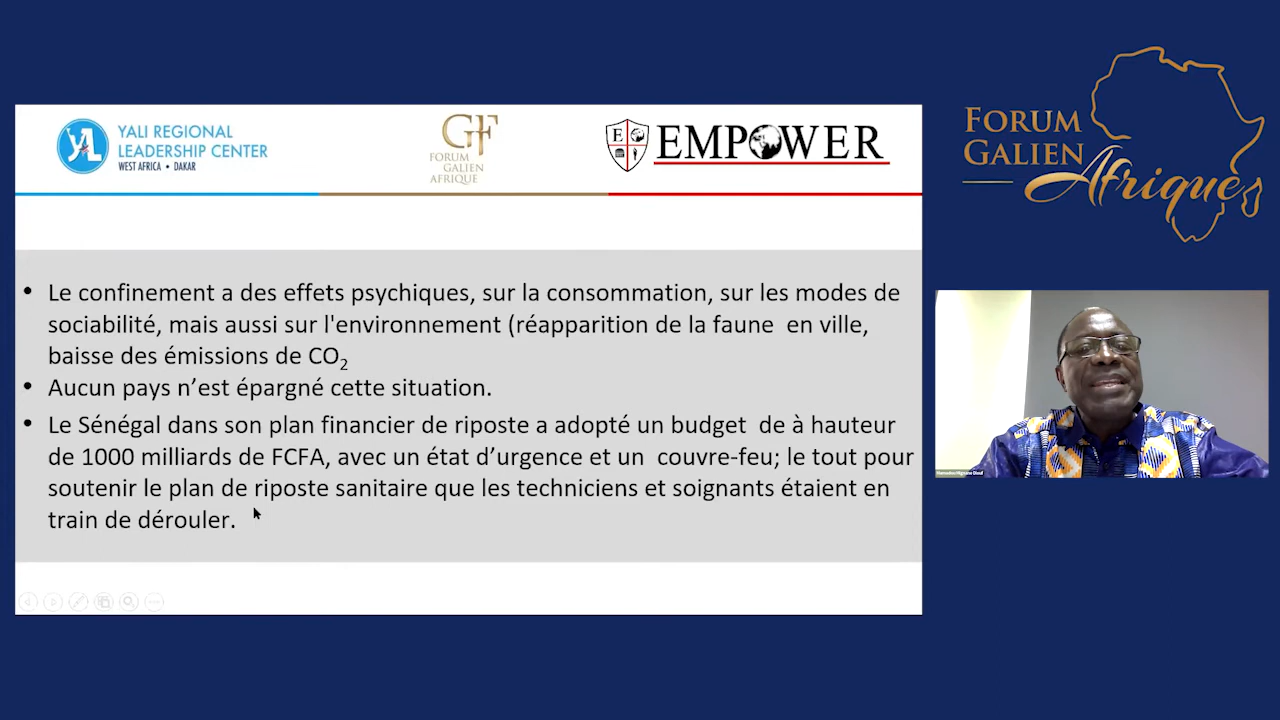 YALI REGIONAL
LEADERSHIP CENTER
WEST AFRICA • DAKAR
GF
FORUM
GALIEN
AFRIQUE
E
EMPOWER
FORUM
GALIEN
Afrique
• Le confinement a des effets psychiques, sur la consommation, sur les modes de
sociabilité, mais aussi sur l'environnement (réapparition de la faune en ville,
baisse des émissions de CO₂
• Aucun pays n’est épargné cette situation.
• Le Sénégal dans son plan financier de riposte a adopté un budget de à hauteur
de 1000 milliards de FCFA, avec un état d’urgence et un couvre-feu; le tout pour
soutenir le plan de riposte sanitaire que les techniciens et soignants étaient en
train de dérouler.